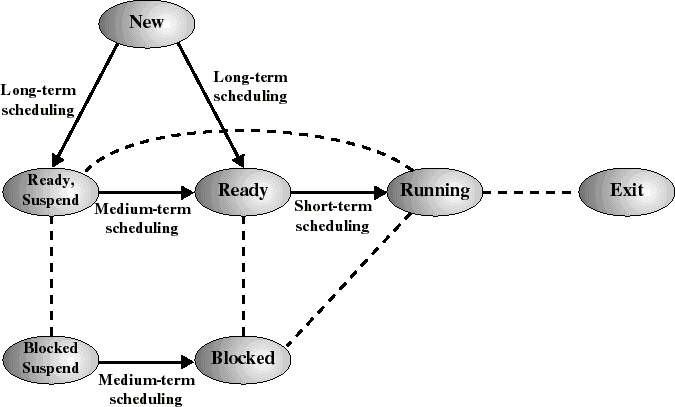 New
Long-term
scheduling
Long-term
scheduling
Ready,
Suspend
Medium-term
scheduling
Ready
Short-term
scheduling
Running
Exit
Blocked
Suspend
Medium-term
scheduling
Blocked